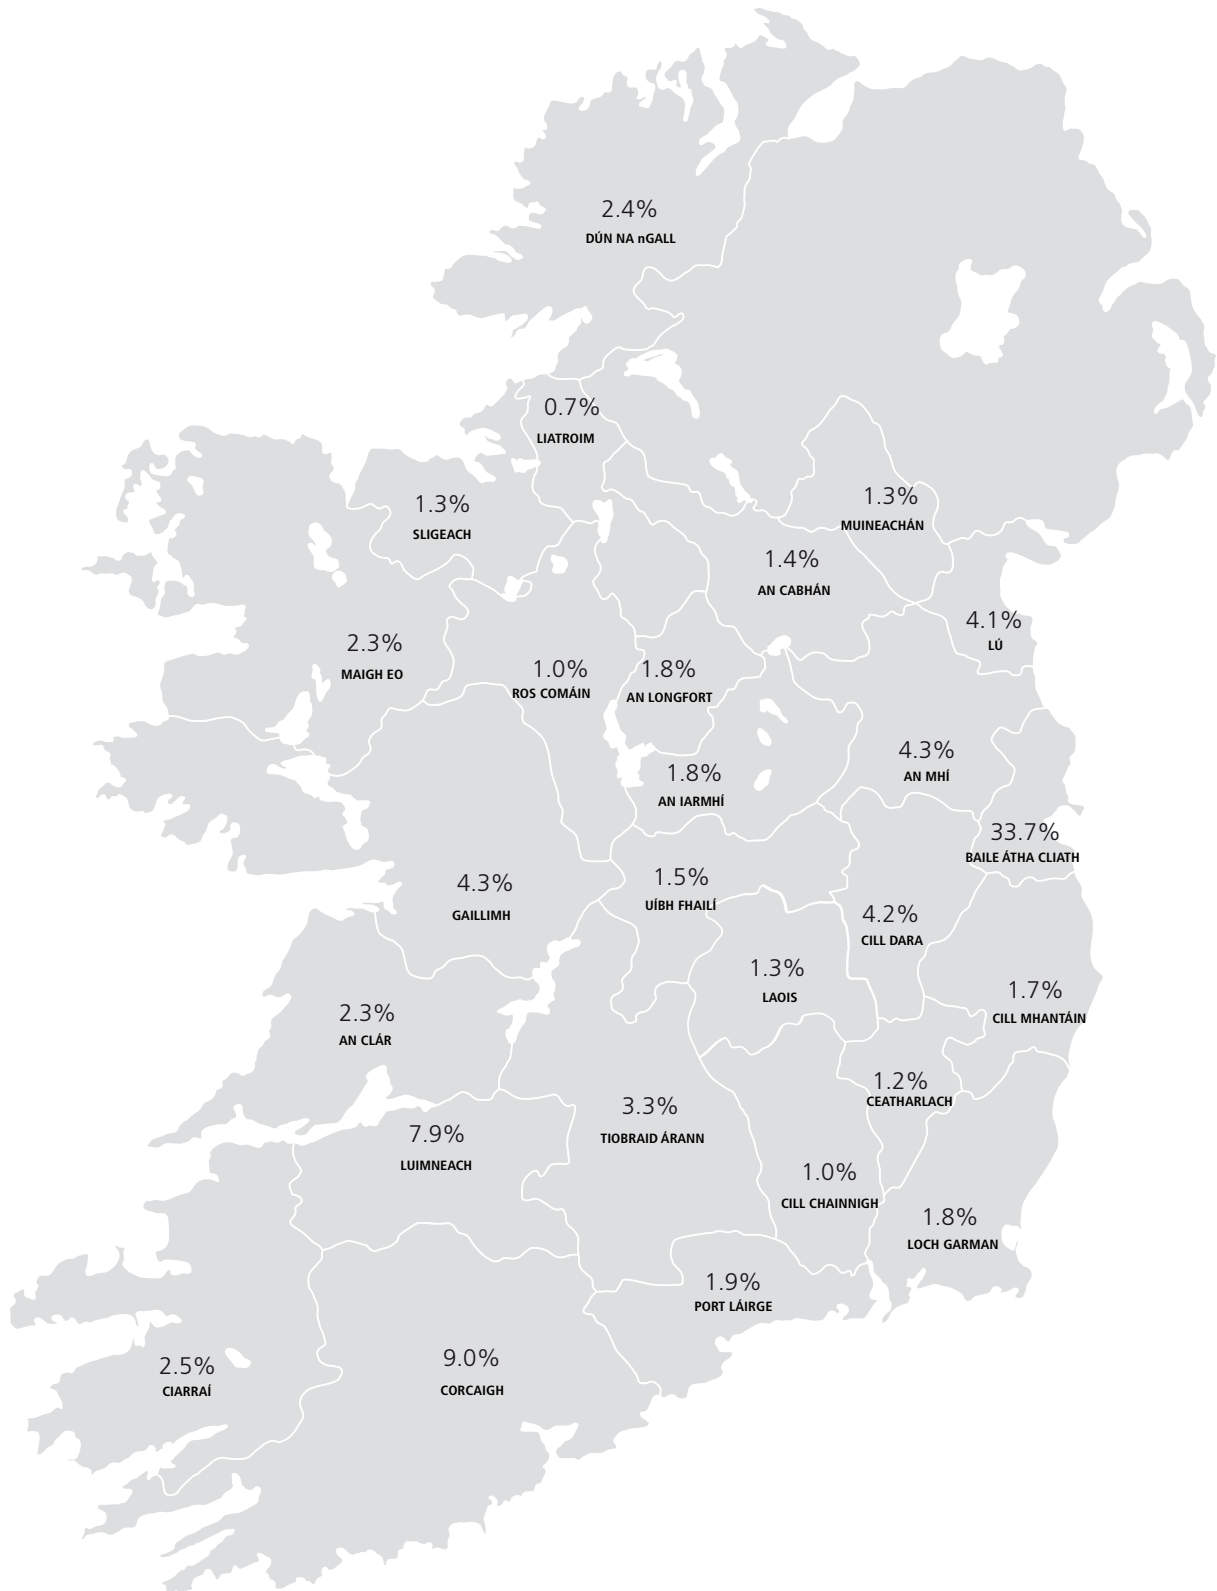 2.4%
DÚN NA nGALL
0.7%
LIATROIM
1.3%
SLIGEACH
1.3%
MUINEACHÁN
1.4%
AN CABHÁN
4.1%
LÚ
2.3%
MAIGH EO
1.0%
ROS COMÁIN
1.8%
AN LONGFORT
4.3%
AN MHÍ
1.8%
AN IARMHÍ
33.7%
BAILE ÁTHA CLIATH
4.3%
GAILLIMH
1.5%
UÍBH FHAILÍ
4.2%
CILL DARA
1.3%
LAOIS
1.7%
CILL MHANTÁIN
2.3%
AN CLÁR
1.2%
CEATHARLACH
3.3%
TIOBRAID ÁRANN
7.9%
LUIMNEACH
1.0%
CILL CHAINNIGH
1.8%
LOCH GARMAN
1.9%
PORT LÁIRGE
2.5%
CIARRAÍ
9.0%
CORCAIGH